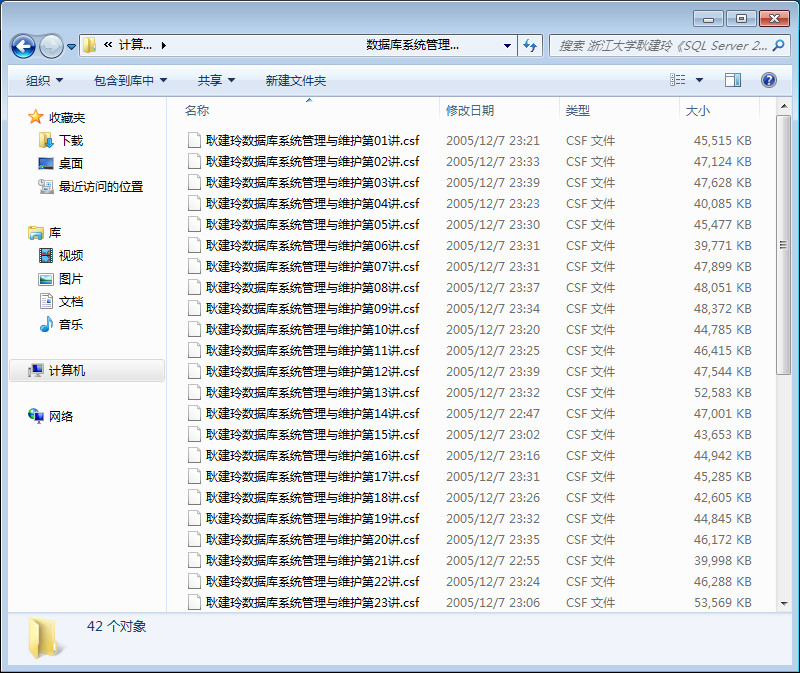 « 计算... 数据库系统管理... 搜索 浙江大学耿建玲《SQL Server 2...
组织 包含到库中 共享 新建文件夹
名称 修改日期 类型 大小
收藏夹
下载
桌面
最近访问的位置
库
视频
图片
文档
音乐
计算机
网络
耿建玲数据库系统管理与维护第01讲.csf 2005/12/7 23:21 CSF 文件 45,515 KB
耿建玲数据库系统管理与维护第02讲.csf 2005/12/7 23:33 CSF 文件 47,124 KB
耿建玲数据库系统管理与维护第03讲.csf 2005/12/7 23:39 CSF 文件 47,628 KB
耿建玲数据库系统管理与维护第04讲.csf 2005/12/7 23:23 CSF 文件 40,085 KB
耿建玲数据库系统管理与维护第05讲.csf 2005/12/7 23:30 CSF 文件 45,477 KB
耿建玲数据库系统管理与维护第06讲.csf 2005/12/7 23:31 CSF 文件 39,771 KB
耿建玲数据库系统管理与维护第07讲.csf 2005/12/7 23:31 CSF 文件 47,899 KB
耿建玲数据库系统管理与维护第08讲.csf 2005/12/7 23:37 CSF 文件 48,051 KB
耿建玲数据库系统管理与维护第09讲.csf 2005/12/7 23:34 CSF 文件 48,372 KB
耿建玲数据库系统管理与维护第10讲.csf 2005/12/7 23:20 CSF 文件 44,785 KB
耿建玲数据库系统管理与维护第11讲.csf 2005/12/7 23:25 CSF 文件 46,415 KB
耿建玲数据库系统管理与维护第12讲.csf 2005/12/7 23:39 CSF 文件 47,544 KB
耿建玲数据库系统管理与维护第13讲.csf 2005/12/7 23:32 CSF 文件 52,583 KB
耿建玲数据库系统管理与维护第14讲.csf 2005/12/7 22:47 CSF 文件 47,001 KB
耿建玲数据库系统管理与维护第15讲.csf 2005/12/7 23:02 CSF 文件 43,653 KB
耿建玲数据库系统管理与维护第16讲.csf 2005/12/7 23:16 CSF 文件 44,942 KB
耿建玲数据库系统管理与维护第17讲.csf 2005/12/7 23:31 CSF 文件 45,285 KB
耿建玲数据库系统管理与维护第18讲.csf 2005/12/7 23:26 CSF 文件 42,605 KB
耿建玲数据库系统管理与维护第19讲.csf 2005/12/7 23:32 CSF 文件 44,845 KB
耿建玲数据库系统管理与维护第20讲.csf 2005/12/7 23:35 CSF 文件 46,172 KB
耿建玲数据库系统管理与维护第21讲.csf 2005/12/7 22:55 CSF 文件 39,998 KB
耿建玲数据库系统管理与维护第22讲.csf 2005/12/7 23:24 CSF 文件 46,288 KB
耿建玲数据库系统管理与维护第23讲.csf 2005/12/7 23:06 CSF 文件 53,569 KB
42 个对象